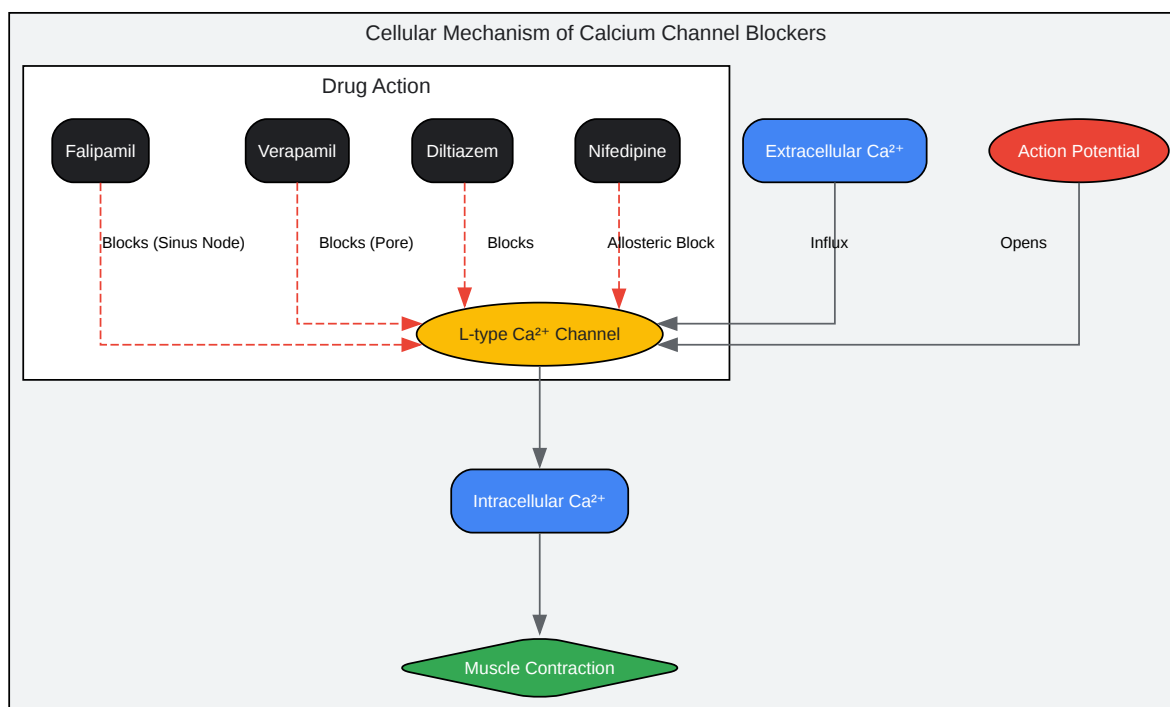 Cellular Mechanism of Calcium Channel Blockers
Drug Action
Falipamil
Verapamil
Diltiazem
Nifedipine
Extracellular Ca²⁺
Action Potential
Blocks (Sinus Node)
Blocks (Pore)
Blocks
Allosteric Block
Influx
Opens
L-type Ca²⁺ Channel
Intracellular Ca²⁺
Muscle Contraction